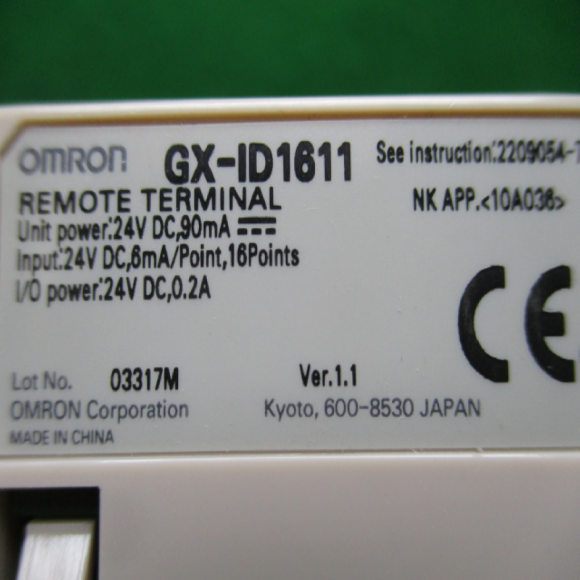 OMRON GX-ID1611 See instruction:2209054-7
REMOTE TERMINAL NK APP.<10A036>
Unit power:24V DC,90mA
Input:24V DC,6mA/Point,16Points
I/O power:24V DC,0.2A
CE
Lot No. 03317M Ver.1.1
OMRON Corporation Kyoto, 600-8530 JAPAN
MADE IN CHINA